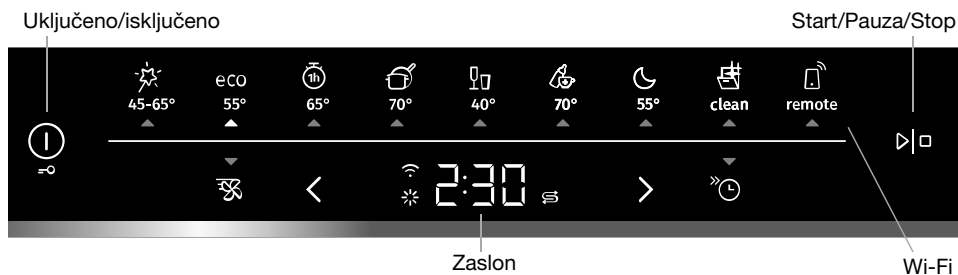 Uključeno/isključeno
Start/Pauza/Stop
1h
eco
45-65°
55°
65°
70°
40°
70°
55°
clean
remote
2:30
Zaslon
Wi-Fi